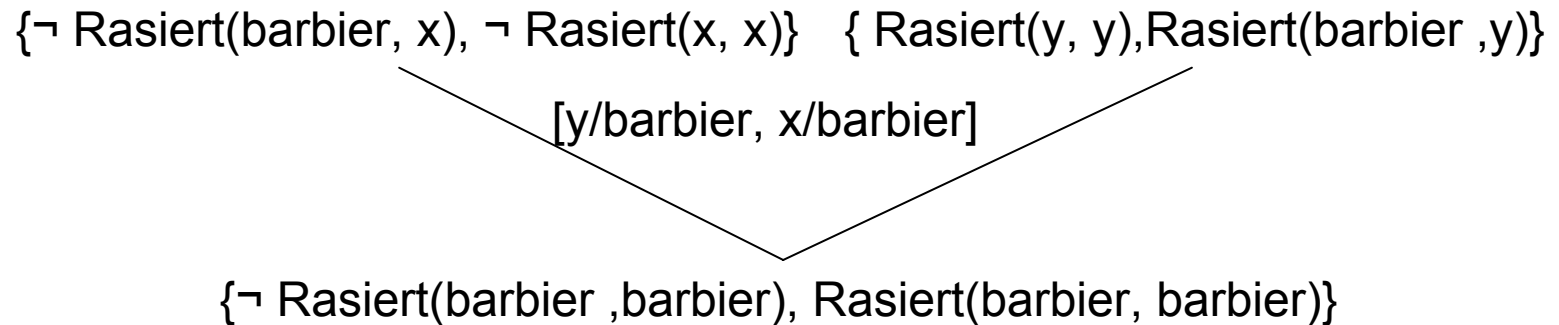 {¬ Rasiert(barbier, x), ¬ Rasiert(x, x)} { Rasiert(y, y),Rasiert(barbier ,y)}
[y/barbier, x/barbier]
{¬ Rasiert(barbier ,barbier), Rasiert(barbier, barbier)}